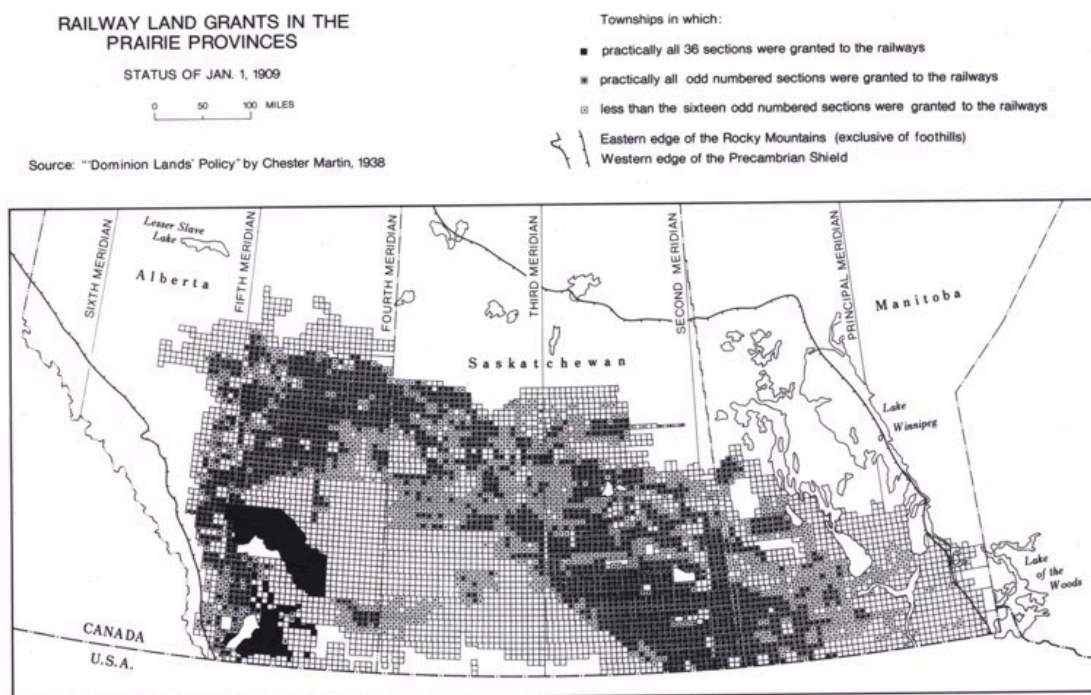 RAILWAY LAND GRANTS IN THE
PRAIRIE PROVINCES
STATUS OF JAN. 1, 1909
0 50 100 MILES
Source: "'Dominion Lands' Policy" by Chester Martin, 1938
Townships in which:
practically all 36 sections were granted to the railways
practically all odd numbered sections were granted to the railways
less than the sixteen odd numbered sections were granted to the railways
Eastern edge of the Rocky Mountains (exclusive of foothills)
Western edge of the Precambrian Shield
SIXTH MERIDIAN
Lesser Slave
Lake
Alberta
FIFTH MERIDIAN
FOURTH MERIDIAN
THIRD MERIDIAN
Saskatchewan
SECOND MERIDIAN
PRINCIPAL MERIDIAN
Manitoba
Lake
Winnipeg
Lake
of the
Woods
CANADA
U.S.A.